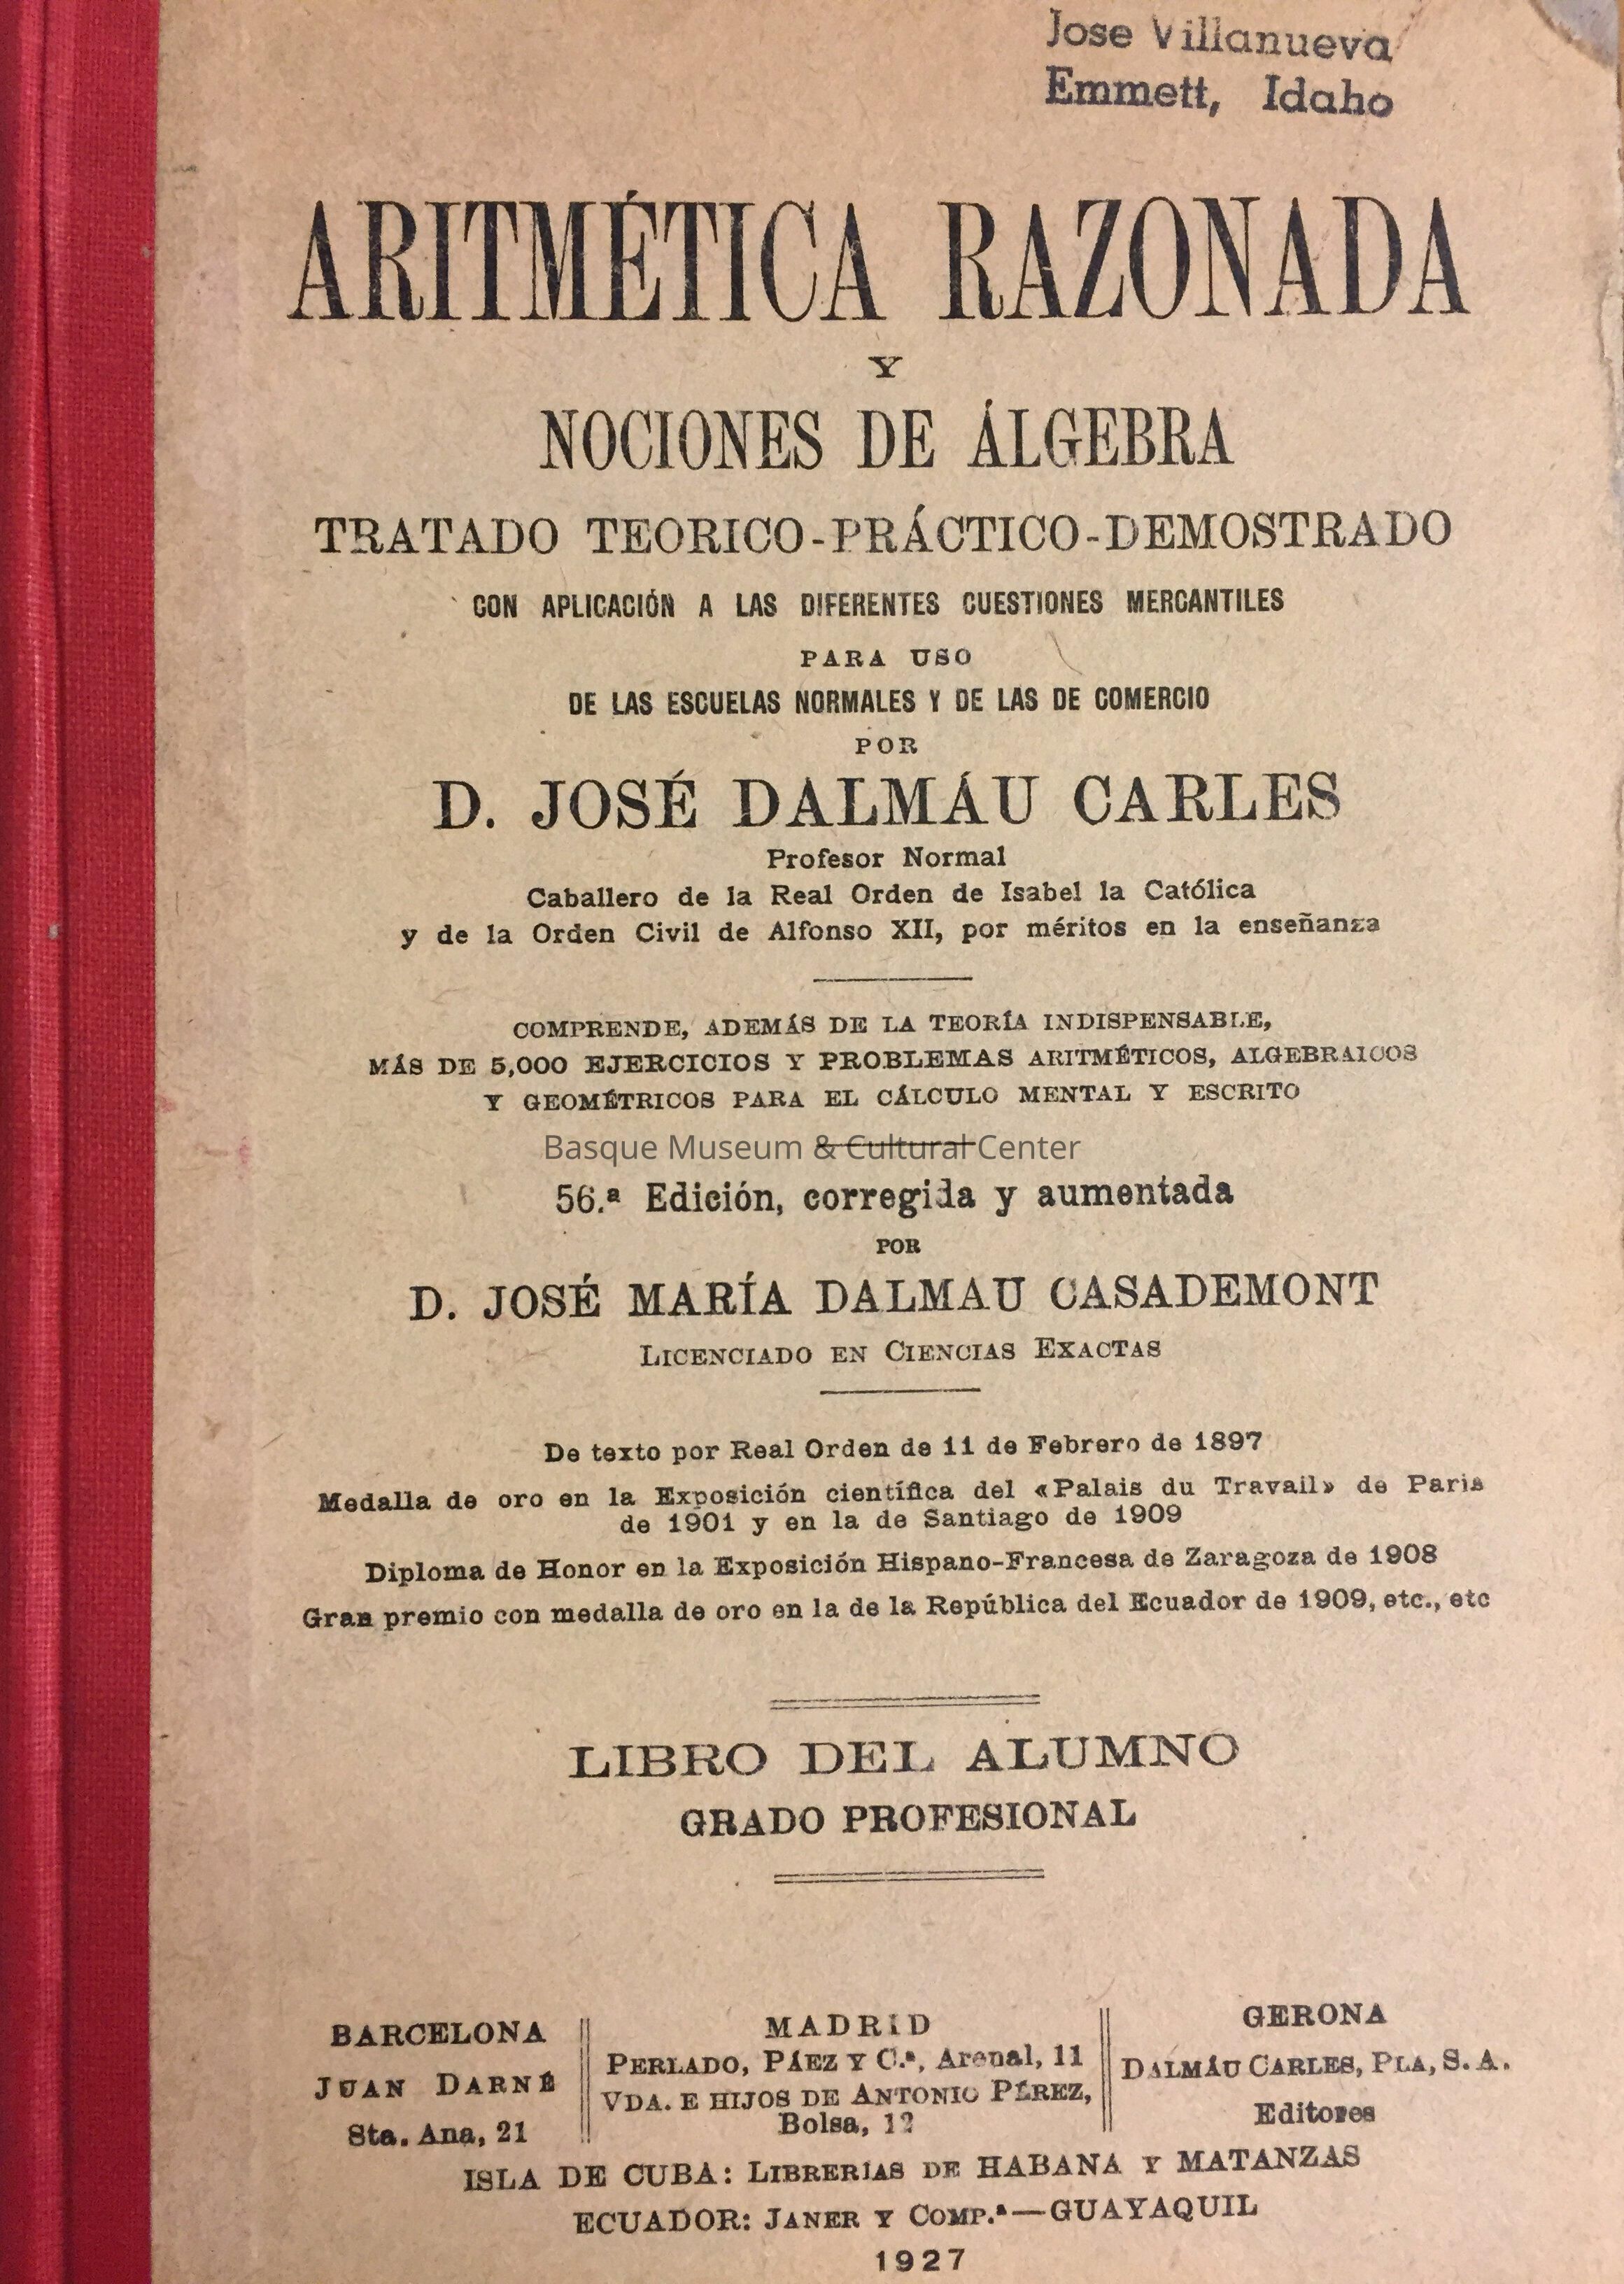 Jose Villanueva
Emmett, Idaho
ARITMÉTICA RAZONADA
Y
NOCIONES DE ÁLGEBRA
TRATADO TEORICO-PRÁCTICO-DEMOSTRADO
CON APLICACIÓN A LAS DIFERENTES CUESTIONES MERCANTILES
PARA USO
DE LAS ESCUELAS NORMALES Y DE LAS DE COMERCIO
POR
D. JOSÉ DALMÁU CARLES
Profesor Normal
Caballero de la Real Orden de Isabel la Católica
y de la Orden Civil de Alfonso XII, por méritos en la enseñanza
COMPRENDE, ADEMÁS DE LA TEORÍA INDISPENSABLE,
MÁS DE 5,000 EJERCICIOS Y PROBLEMAS ARITMÉTICOS, ALGEBRAICOS
Y GEOMÉTRICOS PARA EL CÁLCULO MENTAL Y ESCRITO
Basque Museum & Cultural Center
56.ª Edición, corregida y aumentada
POR
D. JOSÉ MARÍA DALMAU CASADEMONT
LICENCIADO EN CIENCIAS EXACTAS
De texto por Real Orden de 11 de Febrero de 1897
Medalla de oro en la Exposición científica del «Palais du Travail» de Paris
de 1901 y en la de Santiago de 1909
Diploma de Honor en la Exposición Hispano-Francesa de Zaragoza de 1908
Gran premio con medalla de oro en la de la República del Ecuador de 1909, etc., etc
LIBRO DEL ALUMNO
GRADO PROFESIONAL
BARCELONA
JUAN DARNÉ
Sta. Ana, 21
MADRID
PERLADO, PÁEZ Y C.ª, Arenal, 11
VDA. E HIJOS DE ANTONIO PÉREZ,
Bolsa, 12
GERONA
DALMÁU CARLES, PLA, S. A.
Editores
ISLA DE CUBA: LIBRERÍAS DE HABANA Y MATANZAS
ECUADOR: JANER Y COMP.ª—GUAYAQUIL
1927